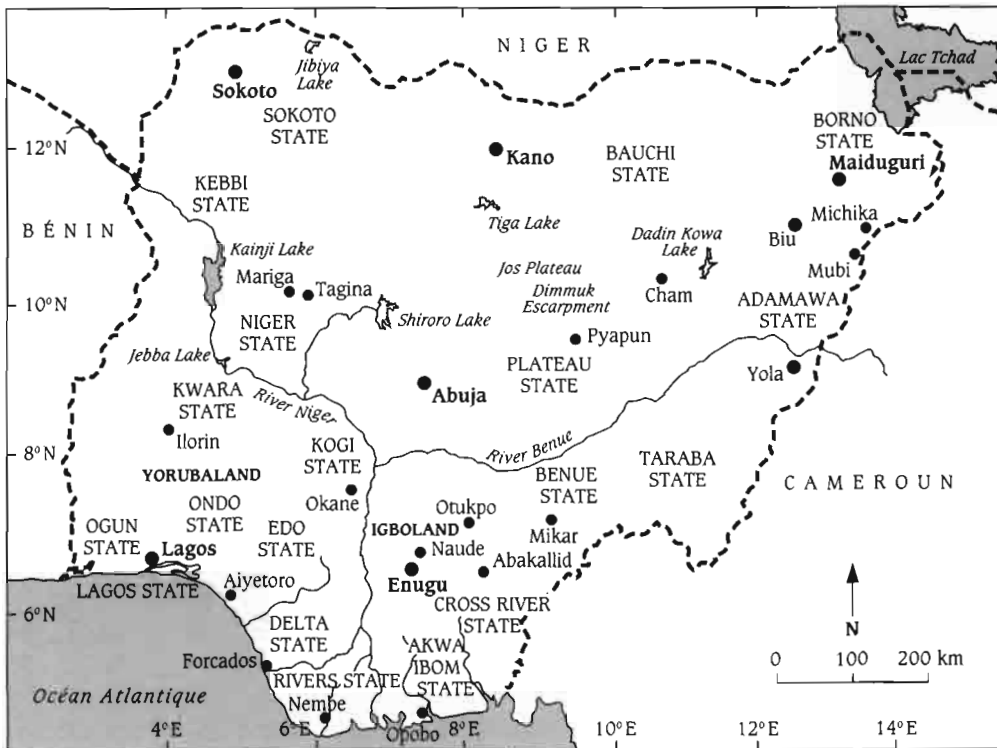 NIGER
Lac Tchad
Jibiya
Lake
Sokoto
SOKOTO
STATE
BORNO
STATE
12°N
Kano
BAUCHI
STATE
Maiduguri
KEBBI
STATE
BÉNIN
Tiga Lake
Michika
Biu
Kainji Lake
Dadin Kowa
Lake
Mubi
Mariga
Tagina
Jos Plateau
Cham
10°N
Dimmuk
Escarpment
ADAMAWA
STATE
NIGER
STATE
Shiroro Lake
Pyapun
Jebba Lake
PLATEAU
STATE
Yola
KWARA
STATE
Abuja
River Niger
Ilorin
KOGI
STATE
River Benue
8°N
TARABA
STATE
YORUBALAND
BENUE
STATE
CAMEROUN
Okane
ONDO
STATE
Otukpo
OGUN
STATE
EDO
STATE
IGBOLAND
Mikar
Lagos
Naude
Abakallid
LAGOS STATE
Aiyetoro
Enugu
6°N
CROSS RIVER
STATE
DELTA
STATE
N
AKWA
IBOM
STATE
Forcados
0 100 200 km
RIVERS STATE
Océan Atlantique
Nembe
Opobo
4°E 6°E 8°E 10°E 12°E 14°E